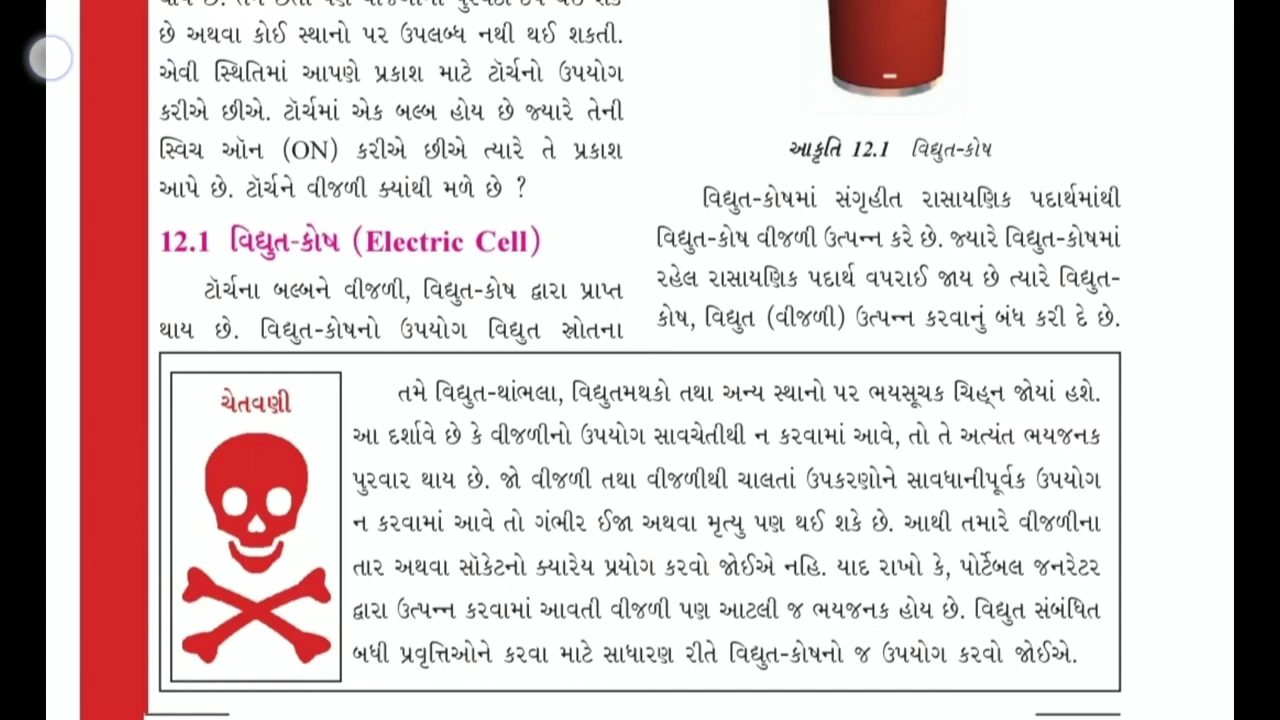 છે અથવા કોઈ સ્થાનો પર ઉપલબ્ધ નથી થઈ શકતી.
એવી સ્થિતિમાં આપણે પ્રકાશ માટે ટૉર્ચનો ઉપયોગ
કરીએ છીએ. ટૉર્ચમાં એક બલ્બ હોય છે જ્યારે તેની
સ્વિચ ઑન (ON) કરીએ છીએ ત્યારે તે પ્રકાશ
આપે છે. ટૉર્ચને વીજળી ક્યાંથી મળે છે ?
12.1 વિદ્યુત-કોષ (Electric Cell)
ટૉર્ચના બલ્બને વીજળી, વિદ્યુત-કોષ દ્વારા પ્રાપ્ત
થાય છે. વિદ્યુત-કોષનો ઉપયોગ વિદ્યુત સ્રોતના
આકૃતિ 12.1 વિદ્યુત-કોષ
વિદ્યુત-કોષમાં સંગૃહીત રાસાયણિક પદાર્થમાંથી
વિદ્યુત-કોષ વીજળી ઉત્પન્ન કરે છે. જ્યારે વિદ્યુત-કોષમાં
રહેલ રાસાયણિક પદાર્થ વપરાઈ જાય છે ત્યારે વિદ્યુત-
કોષ, વિદ્યુત (વીજળી) ઉત્પન્ન કરવાનું બંધ કરી દે છે.
ચેતવણી
તમે વિદ્યુત-થાંભલા, વિદ્યુતમથકો તથા અન્ય સ્થાનો પર ભયસૂચક ચિહ્ન જોયાં હશે.
આ દર્શાવે છે કે વીજળીનો ઉપયોગ સાવચેતીથી ન કરવામાં આવે, તો તે અત્યંત ભયજનક
પુરવાર થાય છે. જો વીજળી તથા વીજળીથી ચાલતાં ઉપકરણોને સાવધાનીપૂર્વક ઉપયોગ
ન કરવામાં આવે તો ગંભીર ઈજા અથવા મૃત્યુ પણ થઈ શકે છે. આથી તમારે વીજળીના
તાર અથવા સૉકેટનો ક્યારેય પ્રયોગ કરવો જોઈએ નહિ. યાદ રાખો કે, પોર્ટેબલ જનરેટર
દ્વારા ઉત્પન્ન કરવામાં આવતી વીજળી પણ આટલી જ ભયજનક હોય છે. વિદ્યુત સંબંધિત
બધી પ્રવૃત્તિઓને કરવા માટે સાધારણ રીતે વિદ્યુત-કોષનો જ ઉપયોગ કરવો જોઈએ.